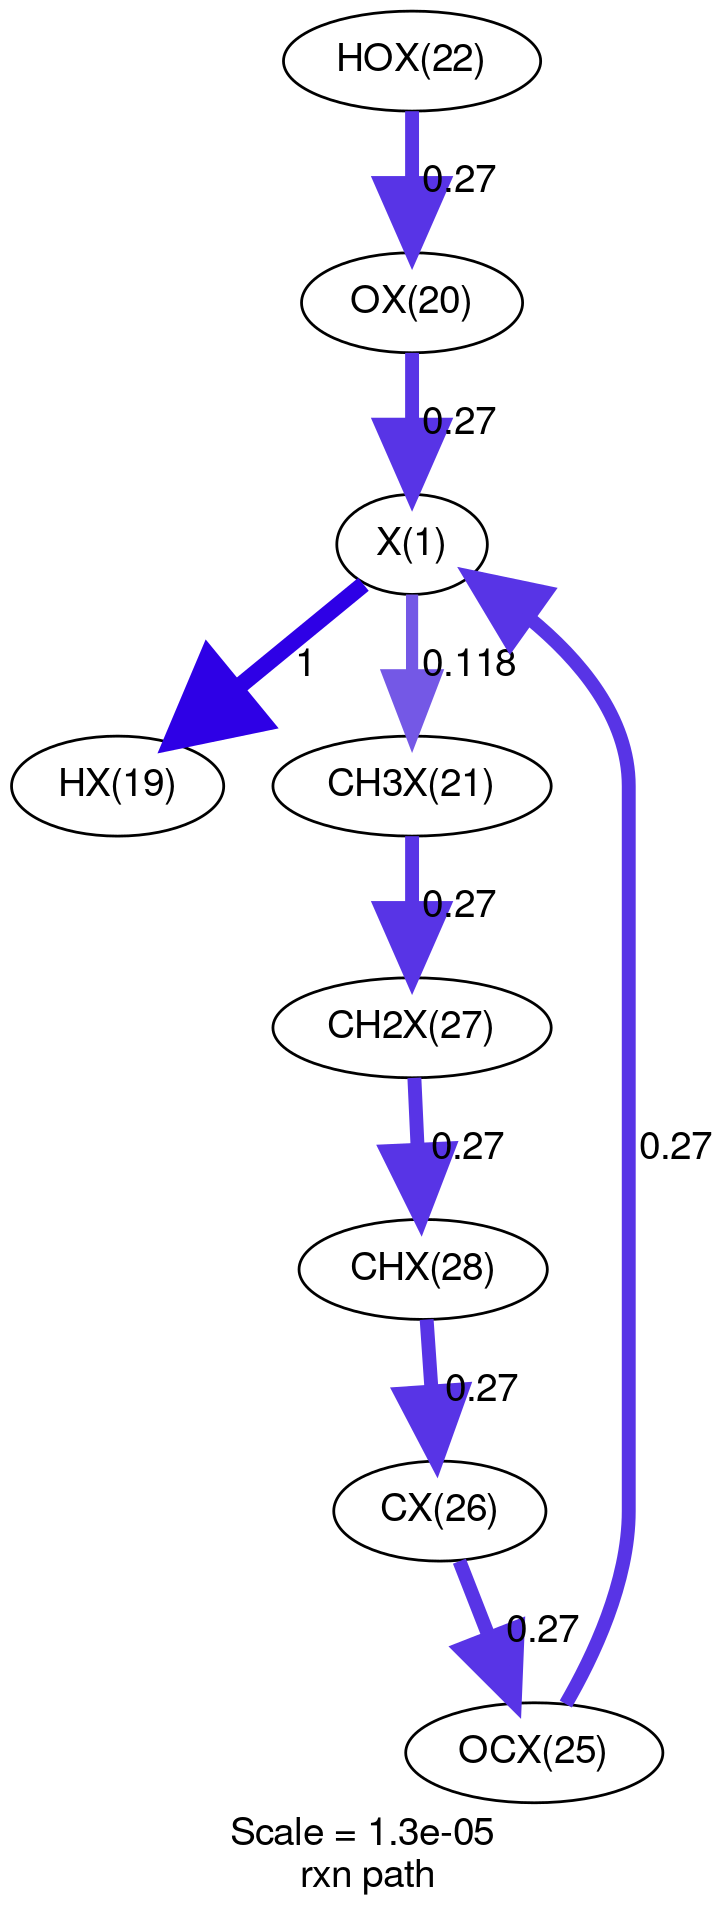 HOX(22)
0.27
OX(20)
0.27
X(1)
1
0.118
HX(19)
CH3X(21)
0.27
CH2X(27)
0.27
0.27
CHX(28)
0.27
CX(26)
0.27
OCX(25)
Scale = 1.3e-05
rxn path